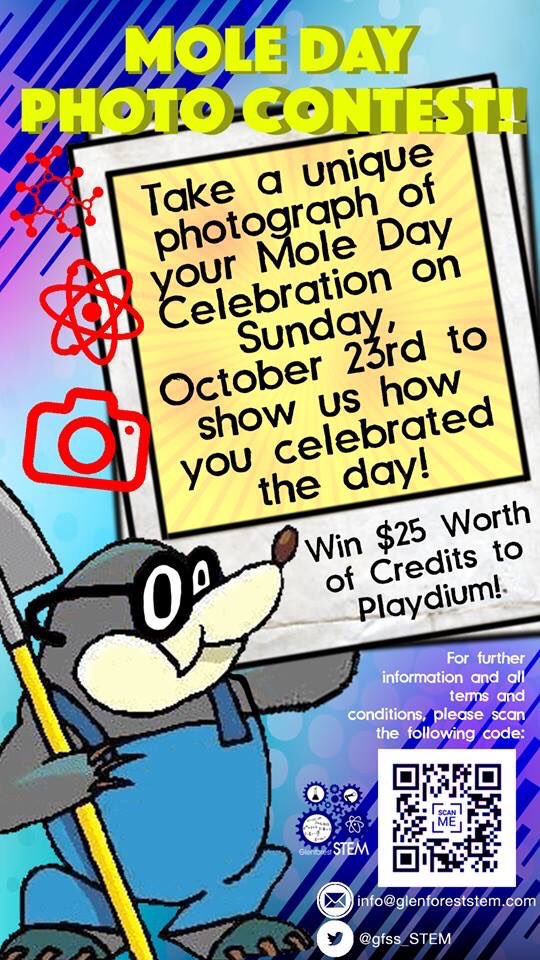 MOLE DAY
PHOTO CONTEST!
Take a unique
photograph of
your Mole Day
Celebration on
Sunday,
October 23rd to
show us how
you celebrated
the day!
Win $25 Worth
of Credits to
Playdium!
For further
information and all
terms and
conditions, please scan
the following code:
SCAN
ME
Glenforest STEM
info@glenforeststem.com
@gfss_STEM